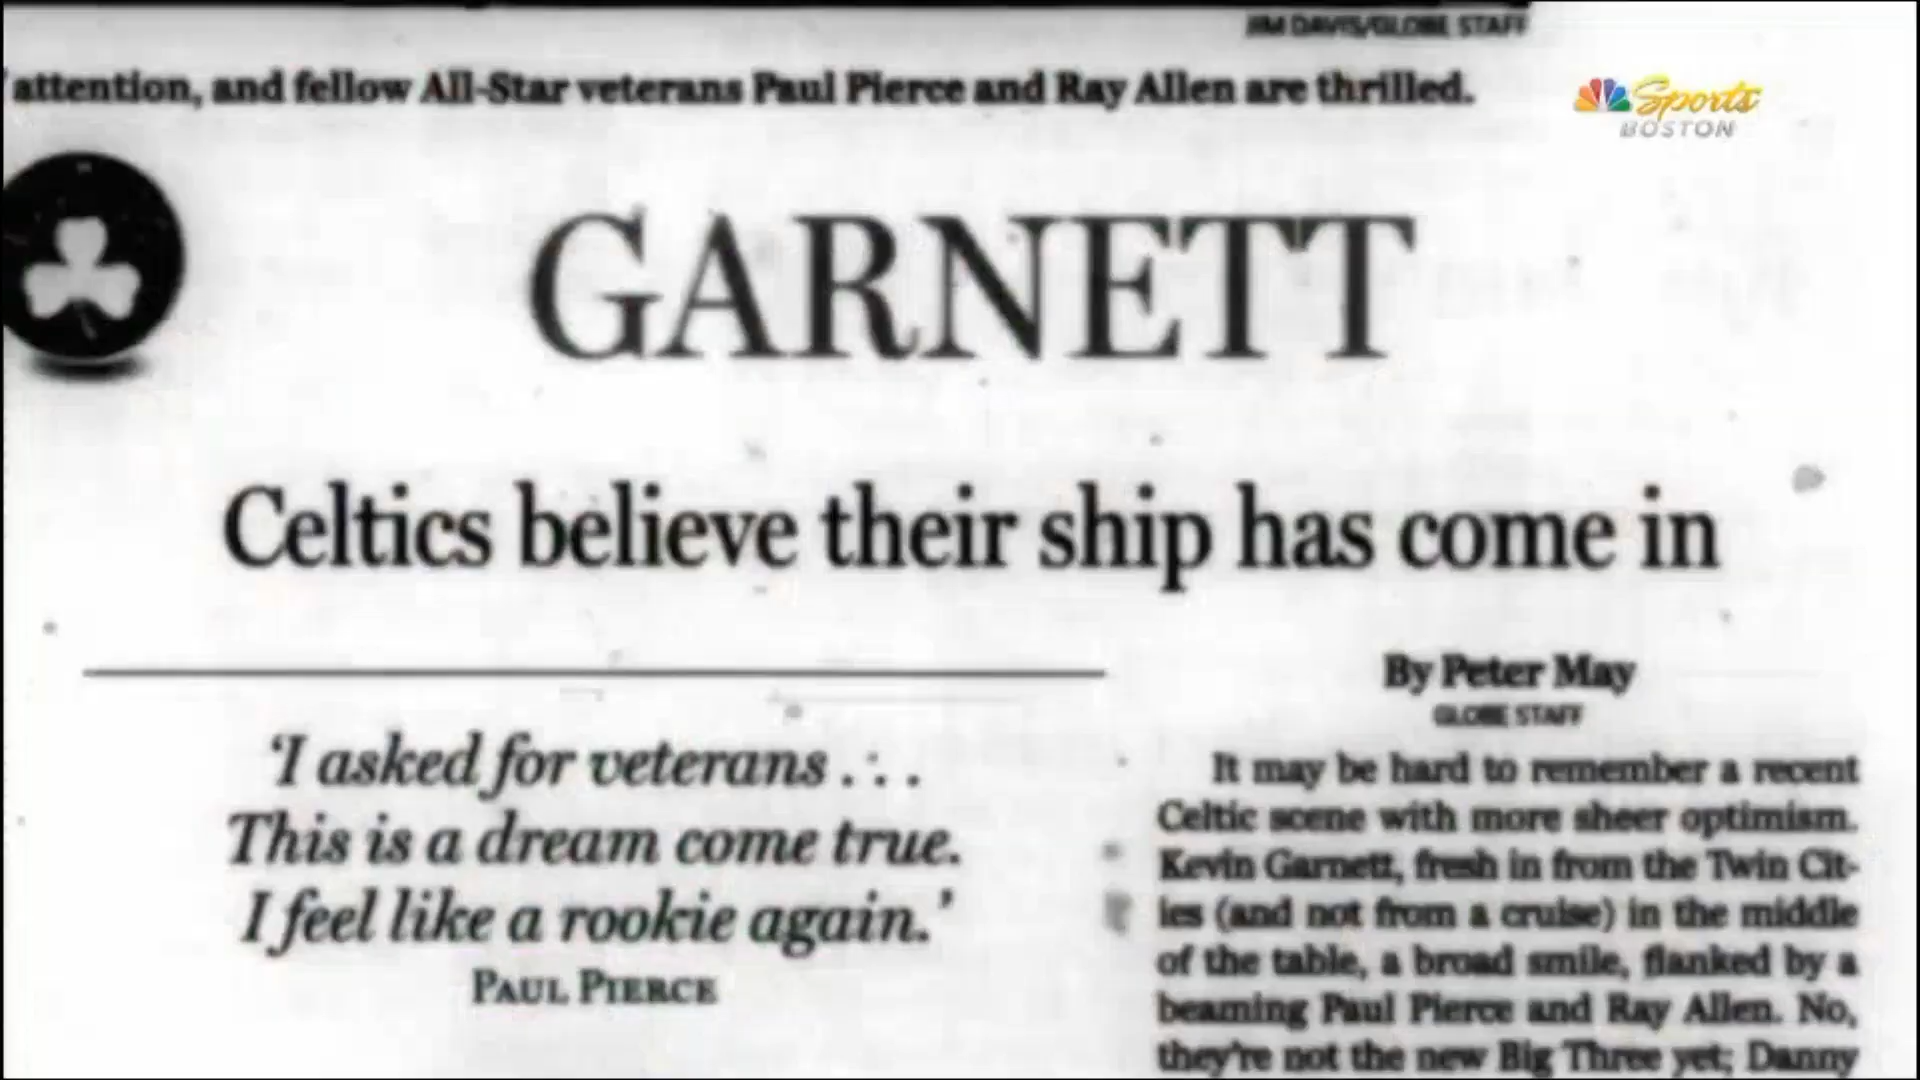 JIM DAVIS/GLOBE STAFF
attention, and fellow All-Star veterans Paul Pierce and Ray Allen are thrilled.
Sports
BOSTON
GARNETT
Celtics believe their ship has come in
'I asked for veterans . . .
This is a dream come true.
I feel like a rookie again.'
PAUL PIERCE
By Peter May
GLOBE STAFF
It may be hard to remember a recent
Celtic scene with more sheer optimism.
Kevin Garnett, fresh in from the Twin Cit-
ies (and not from a cruise) in the middle
of the table, a broad smile, flanked by a
beaming Paul Pierce and Ray Allen. No,
they're not the new Big Three yet; Danny